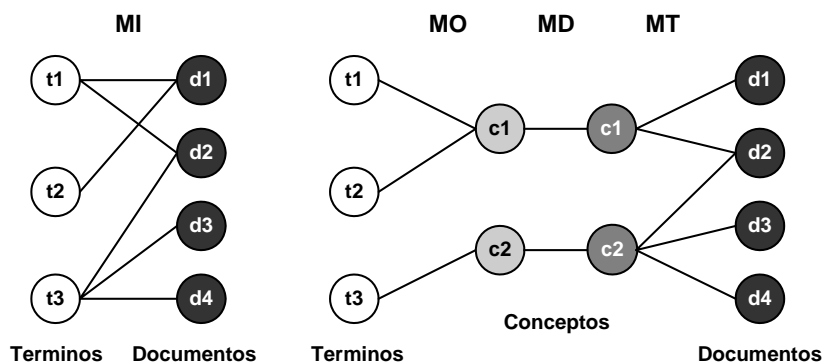 MI
MO MD MT
t1
d1
t2
d2
t3
d3
d4
Terminos Documentos
t1
t2
t3
c1
c2
c1
c2
d1
d2
d3
d4
Conceptos
Terminos
Documentos